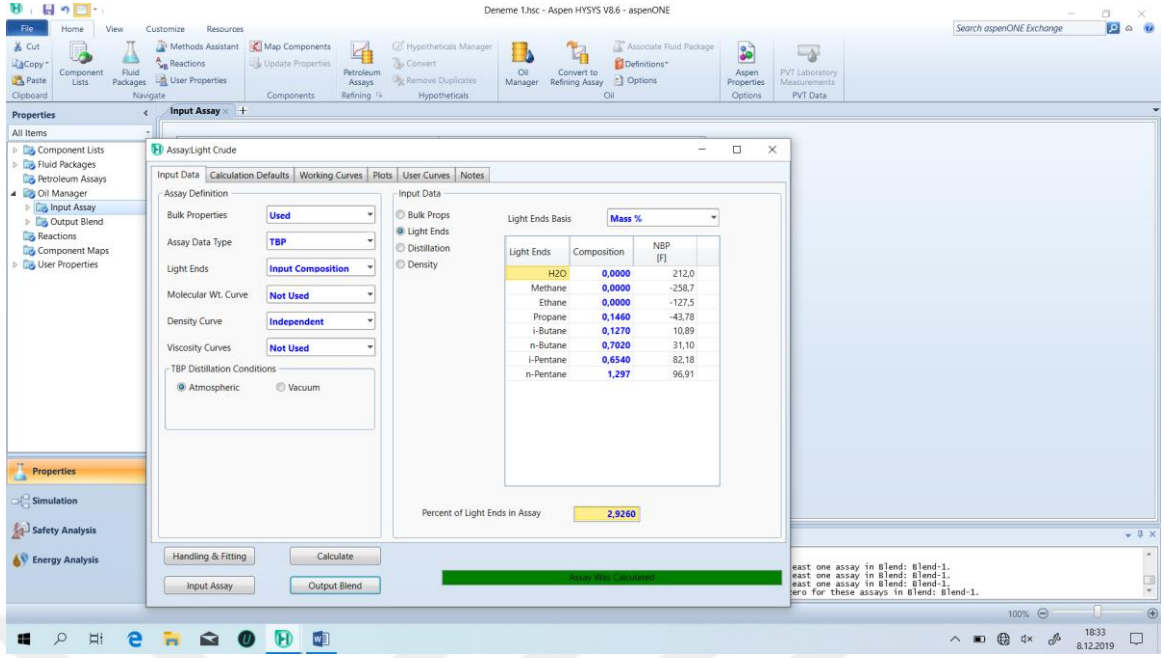 Deneme 1.hsc - Aspen HYSYS V8.6 - aspenONE
File Home View Customize Resources Search aspenONE Exchange
Cut
Copy
Paste
Clipboard
Component Lists
Fluid Packages
Methods Assistant
Reactions
User Properties
Navigate
Map Components
Update Properties
Components
Petroleum Assays
Refining
Hypotheticals Manager
Convert
Remove Duplicates
Hypotheticals
Oil Manager
Convert to Refining Assay
Associate Fluid Package
Definitions
Options
Oil
Aspen Properties
Options
PVT Laboratory Measurements
PVT Data
Properties
All Items
Component Lists
Fluid Packages
Petroleum Assays
Oil Manager
Input Assay
Output Blend
Reactions
Component Maps
User Properties
Properties
Simulation
Safety Analysis
Energy Analysis
Input Assay
Assay:Light Crude
Input Data Calculation Defaults Working Curves Plots User Curves Notes
Assay Definition
Bulk Properties Used
Assay Data Type TBP
Light Ends Input Composition
Molecular Wt. Curve Not Used
Density Curve Independent
Viscosity Curves Not Used
TBP Distillation Conditions
Atmospheric Vacuum
Input Data
Bulk Props
Light Ends
Distillation
Density
Light Ends Basis Mass %
Light Ends Composition NBP [F]
H2O 0,0000 212,0
Methane 0,0000 -258,7
Ethane 0,0000 -127,5
Propane 0,1460 -43,78
i-Butane 0,1270 10,89
n-Butane 0,7020 31,10
i-Pentane 0,6540 82,18
n-Pentane 1,297 96,91
Percent of Light Ends in Assay 2,9260
Handling & Fitting Calculate
Input Assay Output Blend
Assay Was Calculated
east one assay in Blend: Blend-1.
east one assay in Blend: Blend-1.
east one assay in Blend: Blend-1.
ero for these assays in Blend: Blend-1.
100%
18:33
8.12.2019